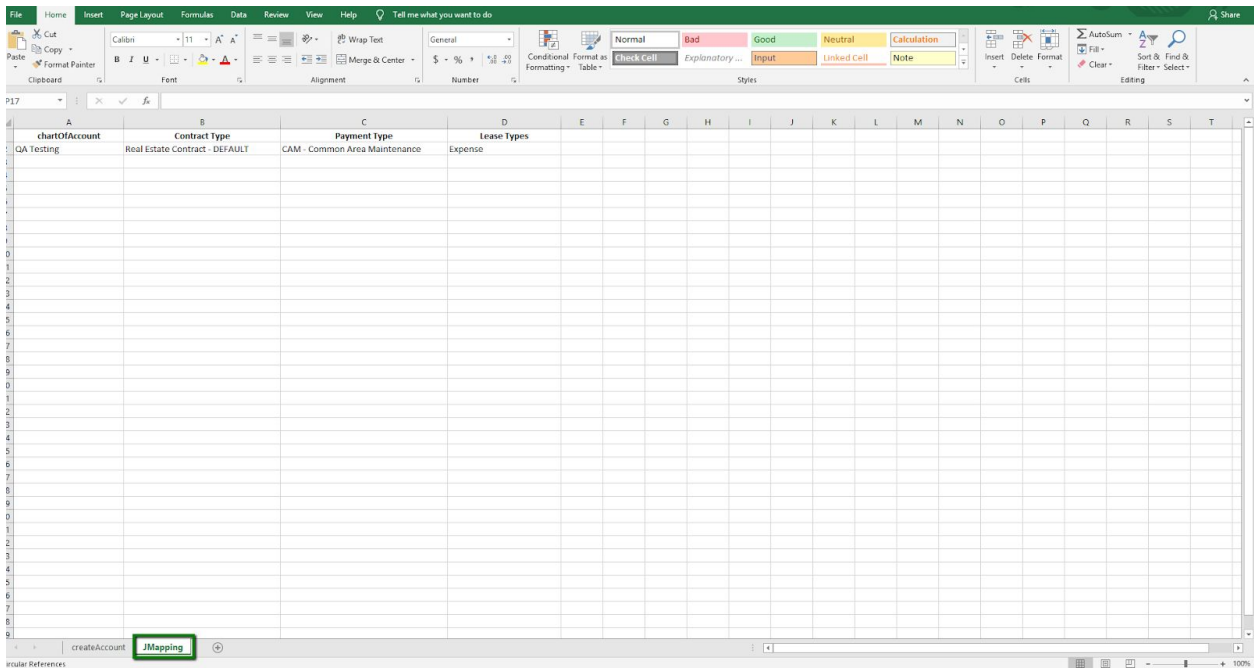 File Home Insert Page Layout Formulas Data Review View Help Tell me what you want to do Share
Cut
Copy
Format Painter
Paste
Clipboard
Calibri 11
B I U
Font
Wrap Text
Merge & Center
Alignment
General
$ % ,
Number
Conditional Formatting
Format as Table
Normal Bad Good Neutral Calculation
Check Cell Explanatory ... Input Linked Cell Note
Styles
Insert Delete Format
Cells
AutoSum
Fill
Clear
Sort & Filter
Find & Select
Editing
P17 fx
A B C D E F G H I J K L M N O P Q R S T
chartOfAccount Contract Type Payment Type Lease Types
QA Testing Real Estate Contract - DEFAULT CAM - Common Area Maintenance Expense
createAccount JMapping
ircular References 100%